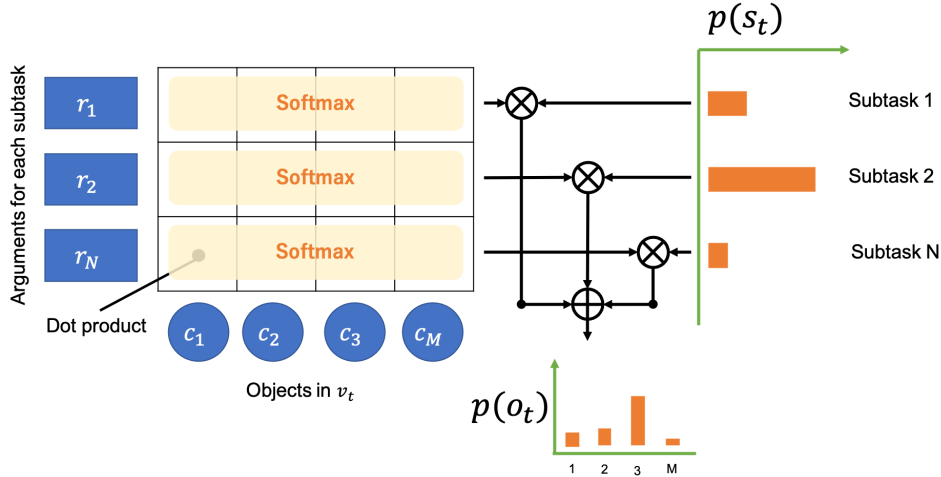 p(s_t)
Arguments for each subtask
r_1
Softmax
Subtask 1
r_2
Softmax
Subtask 2
r_N
Softmax
Subtask N
Dot product
c_1 c_2 c_3 c_M
Objects in v_t
p(o_t)
1 2 3 M